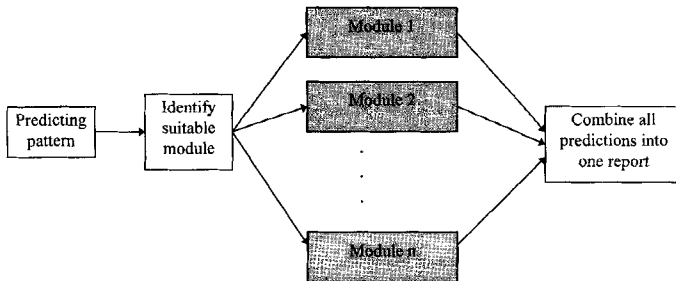 Predicting
pattern
Identify
suitable
module
Module 1
Module 2
Module n
Combine all
predictions into
one report